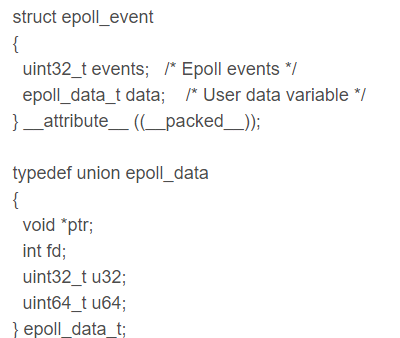 struct epoll_event
{
  uint32_t events;   /* Epoll events */
  epoll_data_t data;    /* User data variable */
} __attribute__ ((__packed__));

typedef union epoll_data
{
  void *ptr;
  int fd;
  uint32_t u32;
  uint64_t u64;
} epoll_data_t;